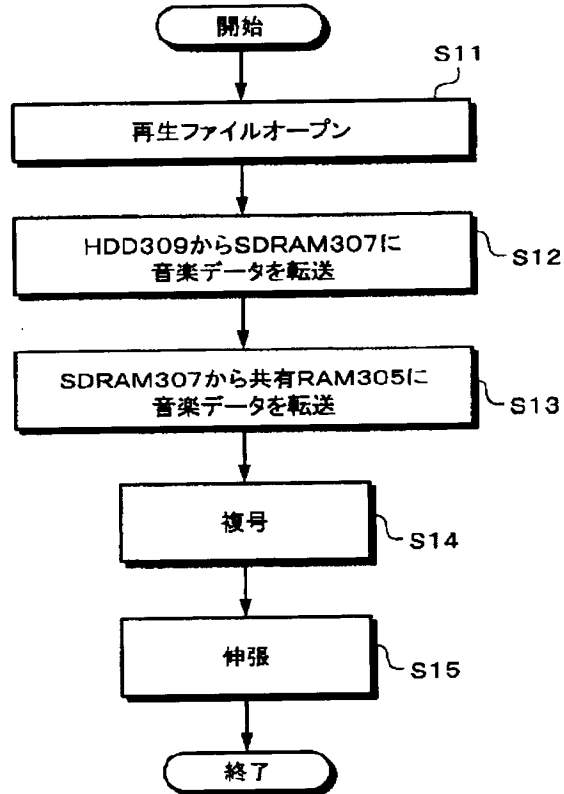 開始
S11
再生ファイルオープン
HDD309からSDRAM307に
音楽データを転送
S12
SDRAM307から共有RAM305に
音楽データを転送
S13
復号
S14
伸張
S15
終了